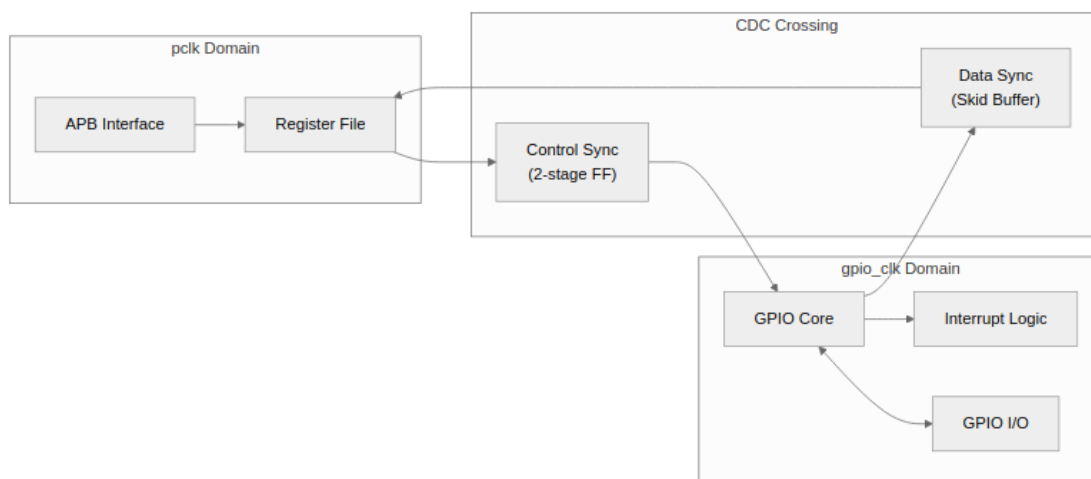 pclk Domain
APB Interface
Register File
CDC Crossing
Control Sync
(2-stage FF)
Data Sync
(Skid Buffer)
gpio_clk Domain
GPIO Core
Interrupt Logic
GPIO I/O